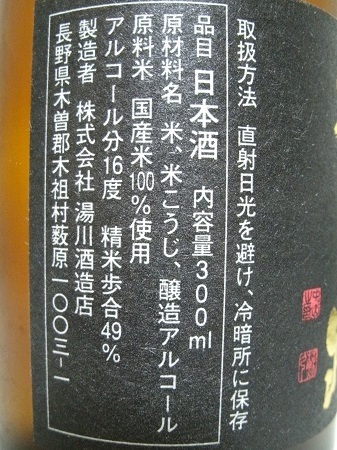 取扱方法 直射日光を避け、冷暗所に保存
品目 日本酒 内容量300ml
原材料名 米、米こうじ、醸造アルコール
原料米 国産米100%使用
アルコール分16度 精米歩合49%
製造者 株式会社 湯川酒造店
長野県木曽郡木祖村薮原一〇〇三-一